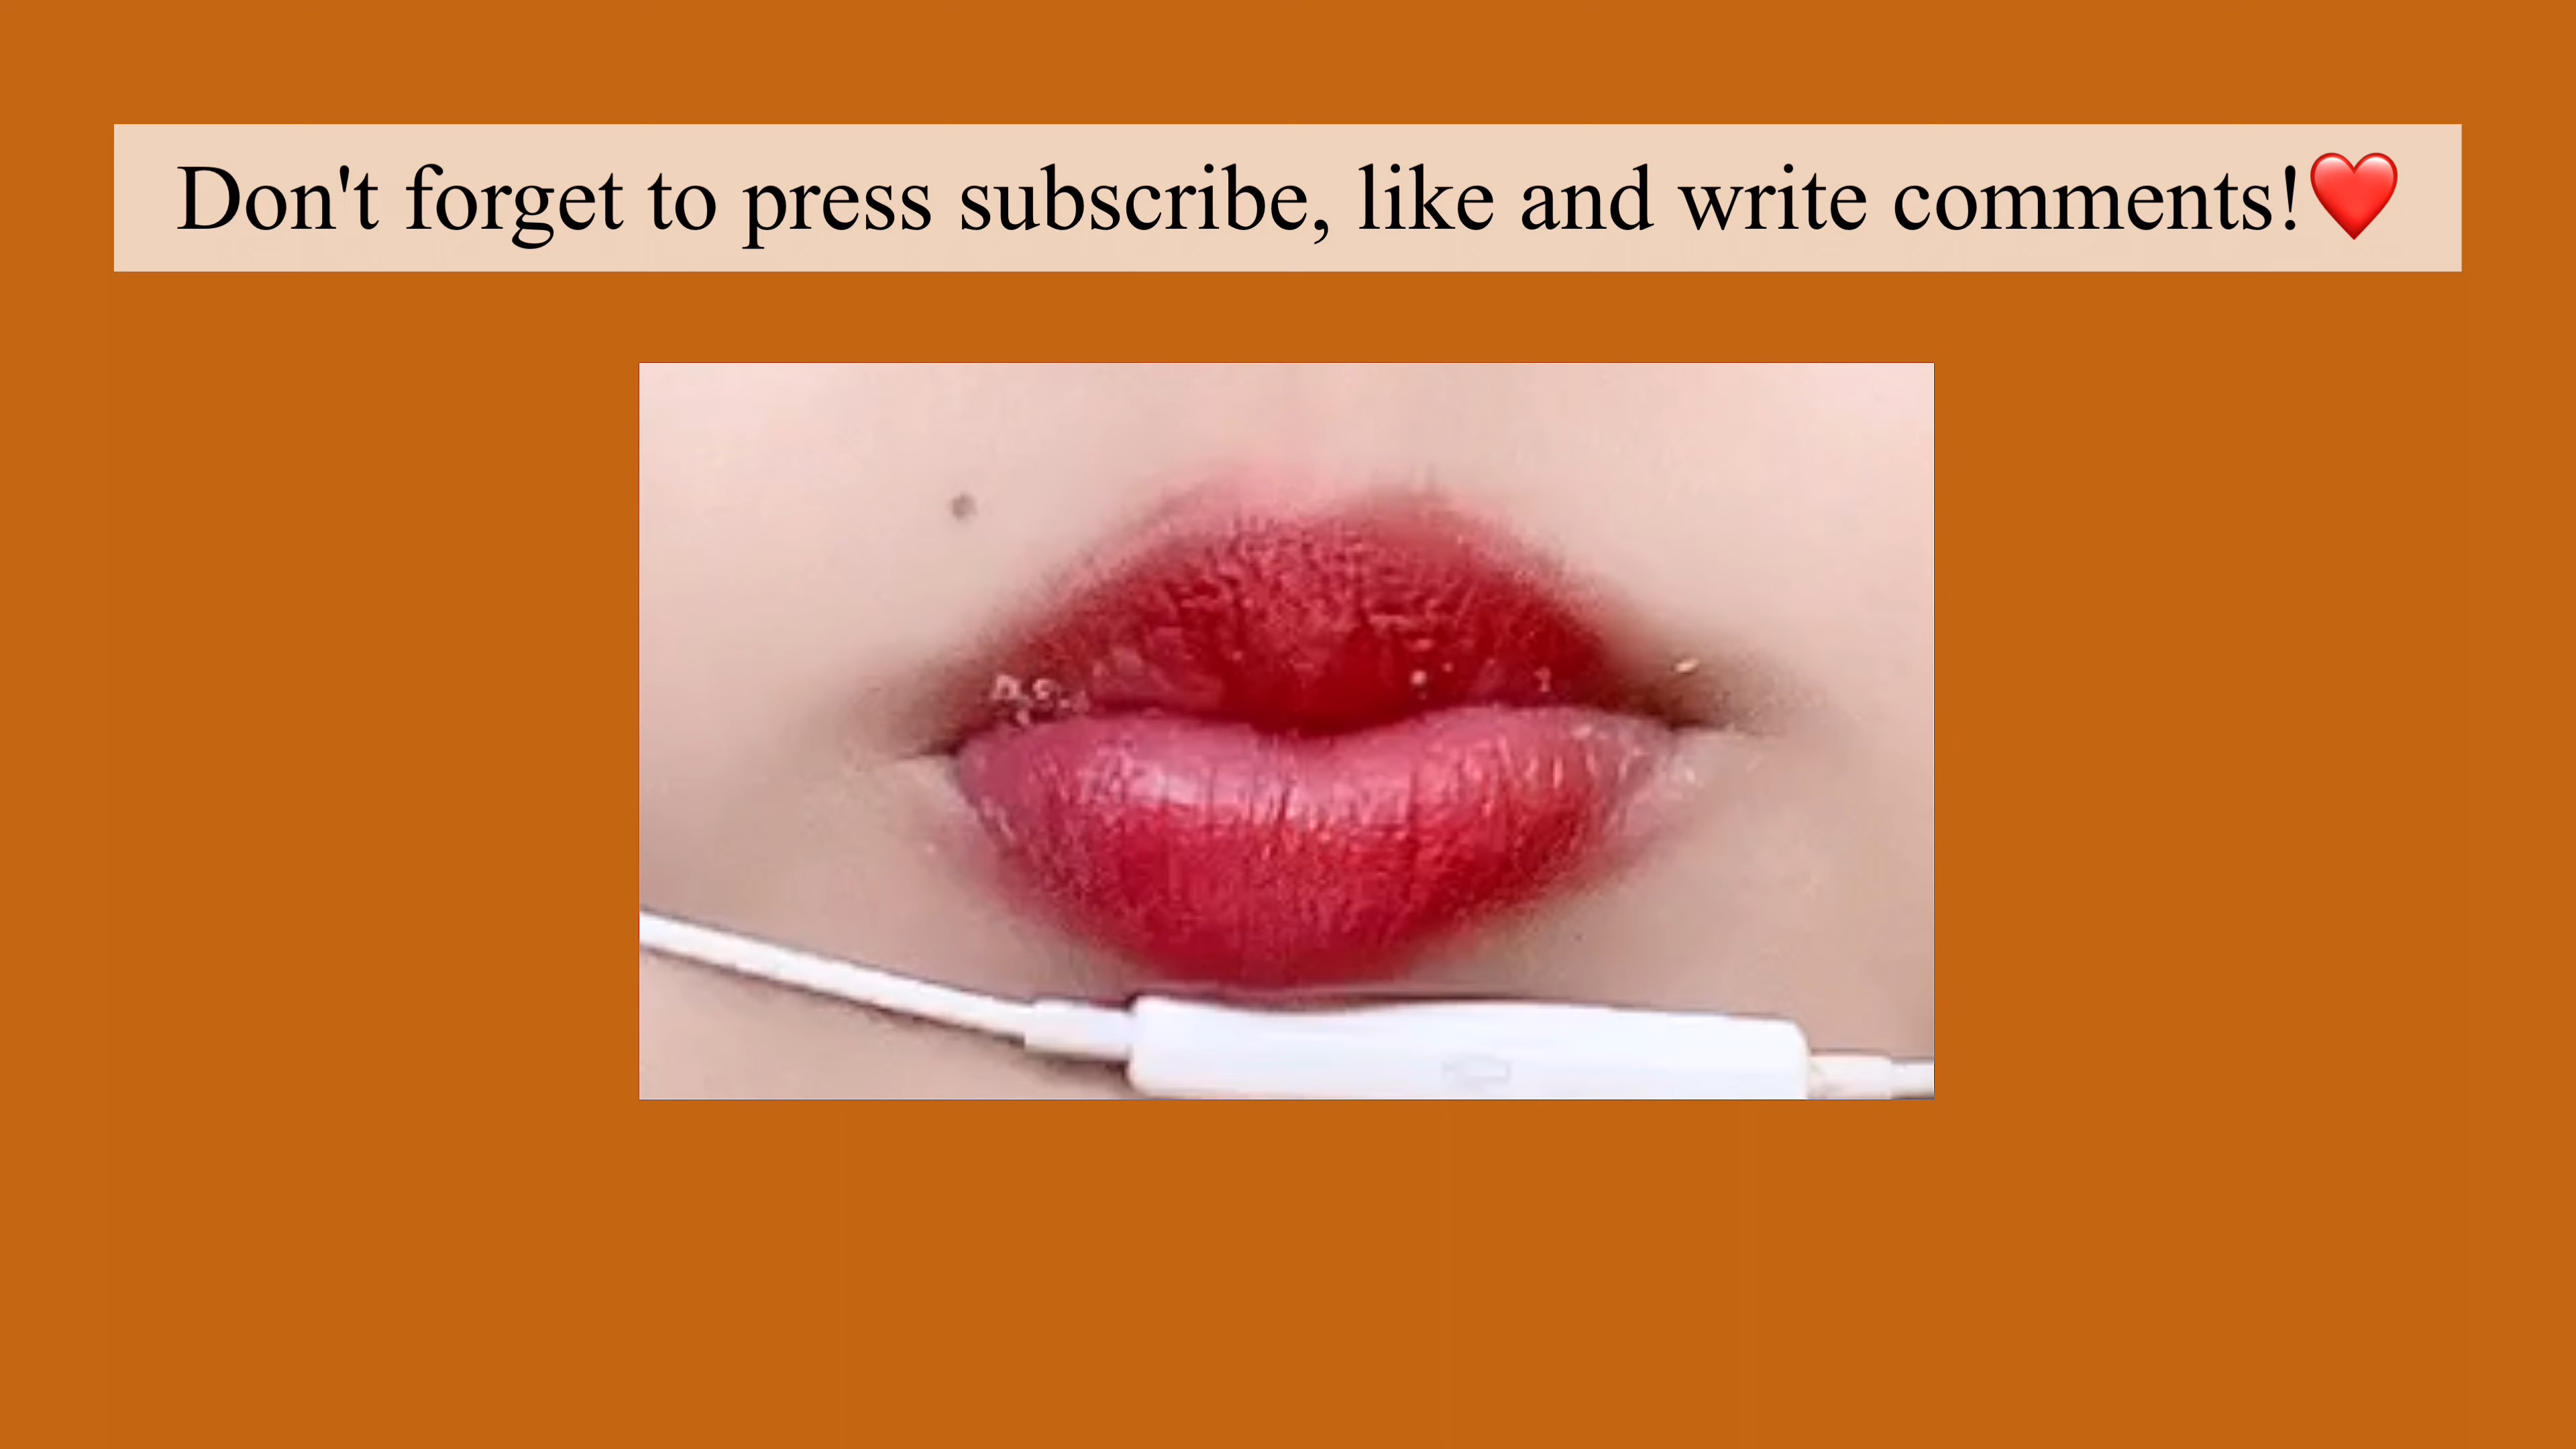 Don't forget to press subscribe, like and write comments!❤️